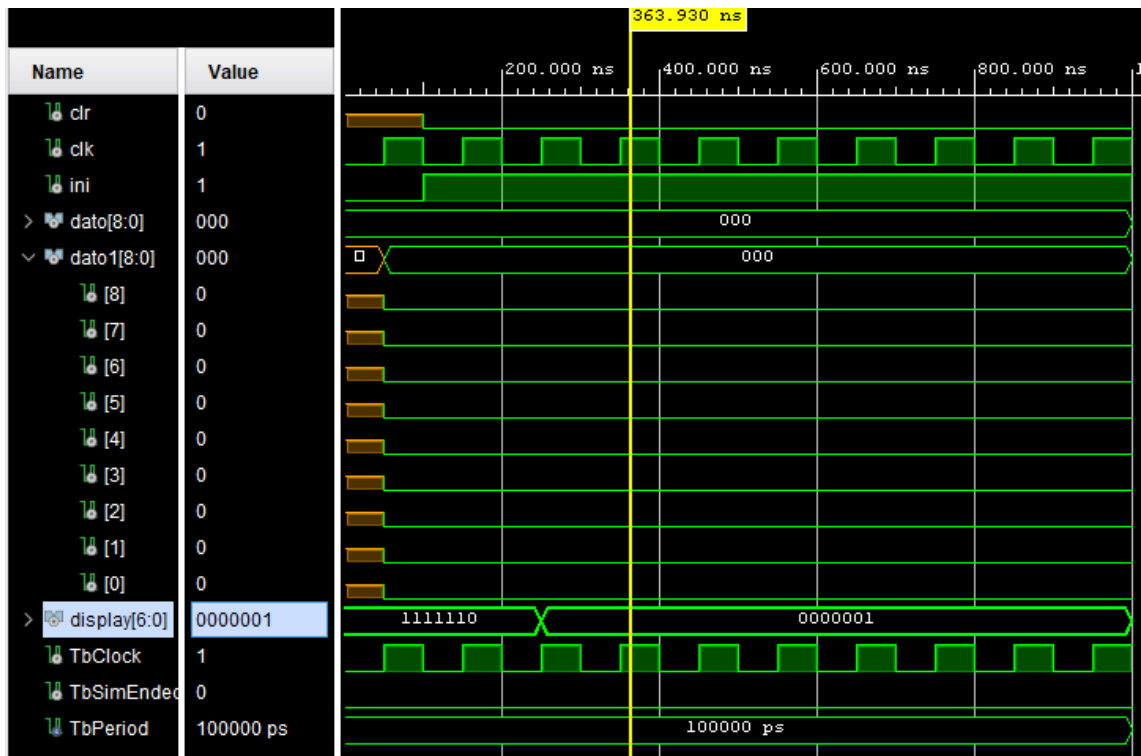 363.930 ns
Name Value 200.000 ns 400.000 ns 600.000 ns 800.000 ns
clr 0
clk 1
ini 1
dato[8:0] 000 000
dato1[8:0] 000 000
[8] 0
[7] 0
[6] 0
[5] 0
[4] 0
[3] 0
[2] 0
[1] 0
[0] 0
display[6:0] 0000001 1111110 0000001
TbClock 1
TbSimEnded 0
TbPeriod 100000 ps 100000 ps